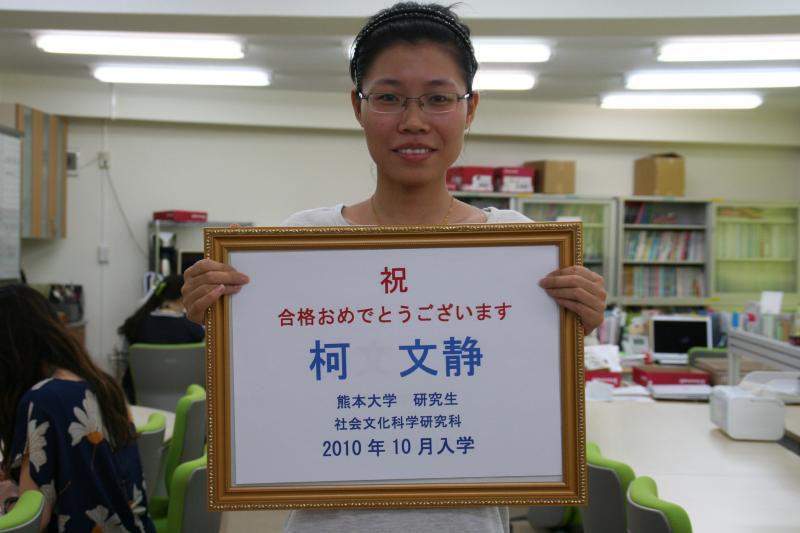 祝
合格おめでとうございます
柯 文静
熊本大学 研究生
社会文化科学研究科
2010年10月入学